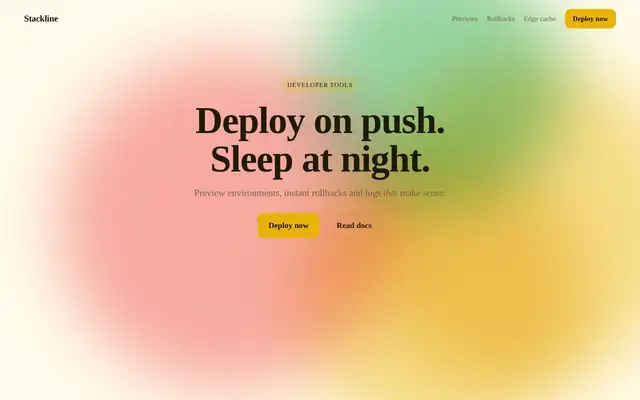 Stackline
Previews Rollbacks Edge cache Deploy now
DEVELOPER TOOLS
Deploy on push.
Sleep at night.
Preview environments, instant rollbacks and logs that make sense.
Deploy now Read docs